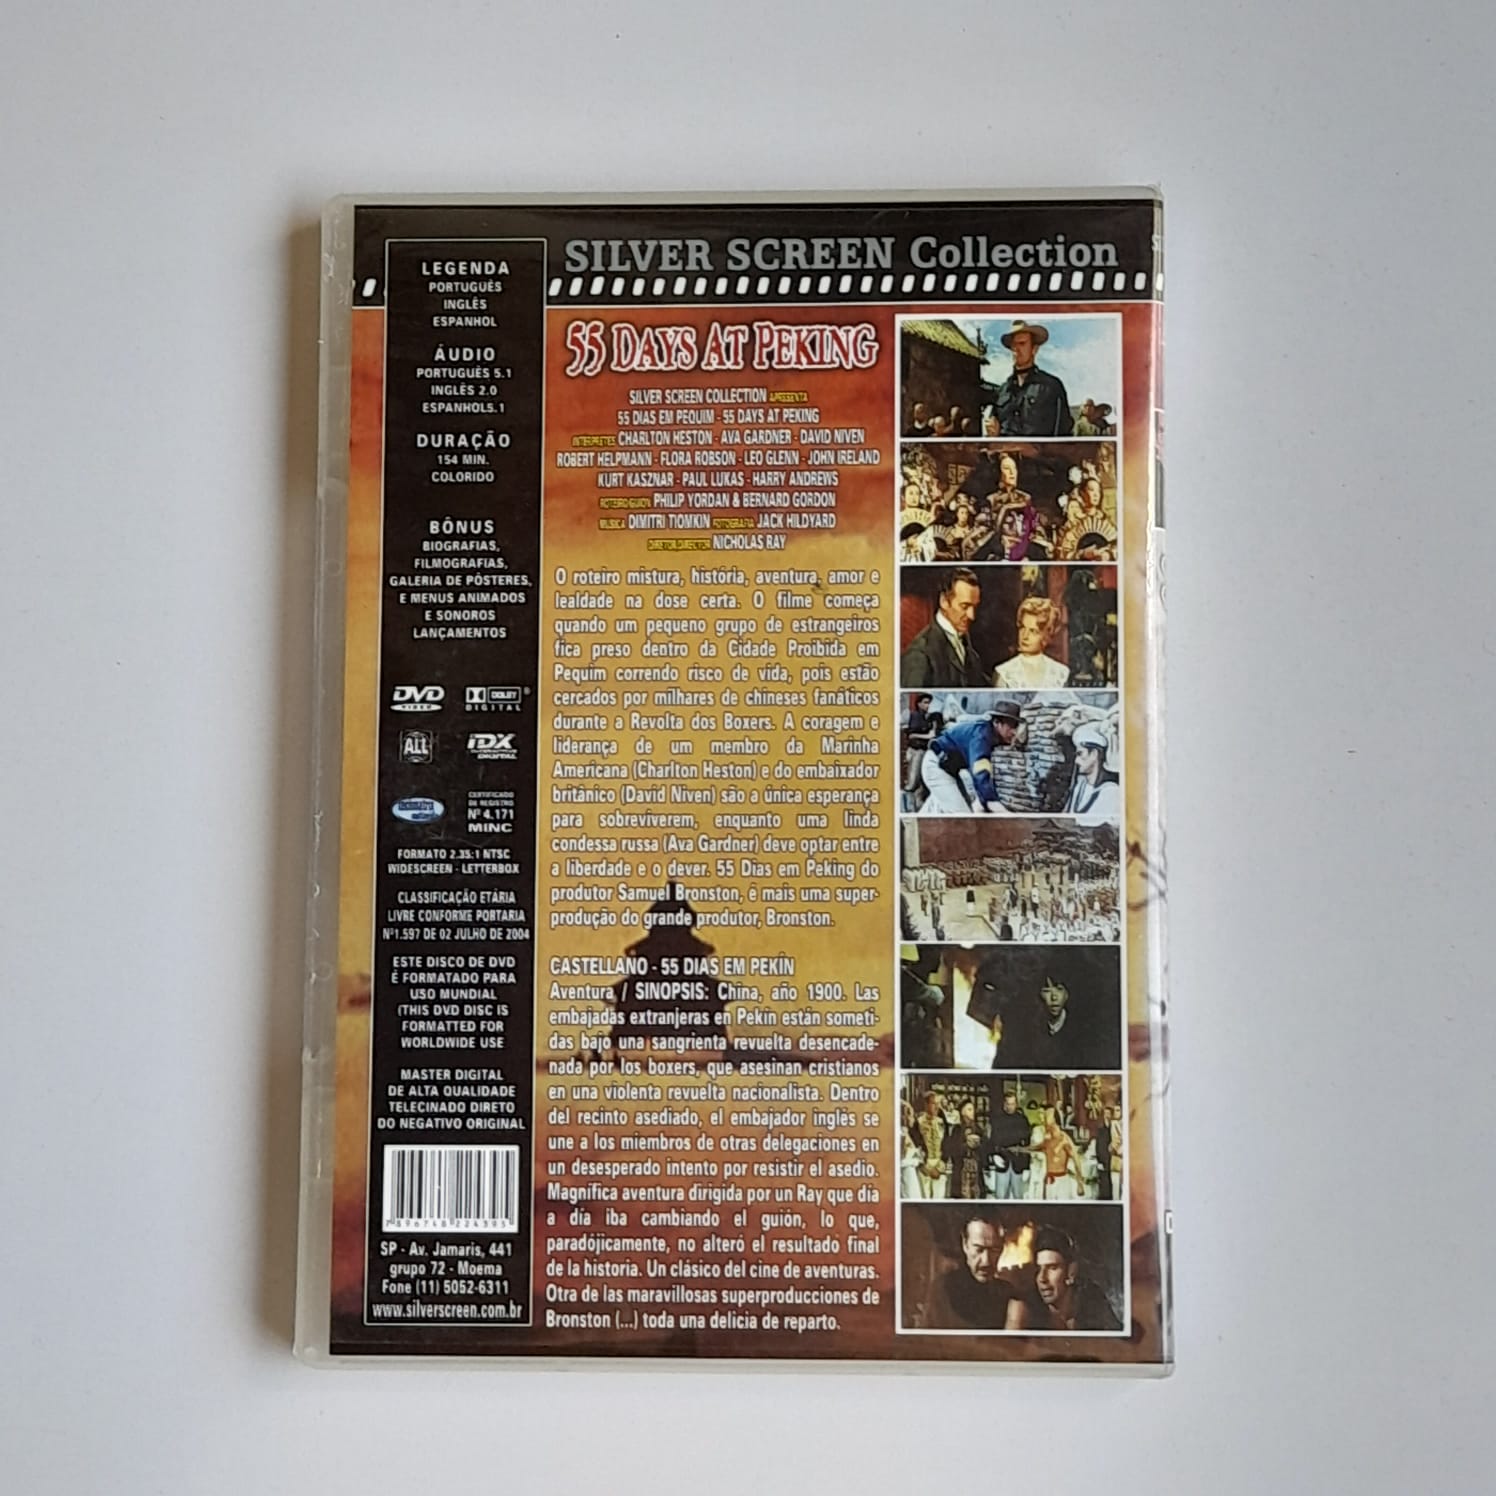 SILVER SCREEN Collection
LEGENDA
PORTUGUÊS
INGLÊS
ESPANHOL
ÁUDIO
PORTUGUÊS 5.1
INGLÊS 2.0
ESPANHOL5.1
DURAÇÃO
154 MIN.
COLORIDO
BÔNUS
BIOGRAFIAS,
FILMOGRAFIAS,
GALERIA DE PÔSTERES,
E MENUS ANIMADOS
E SONOROS
LANÇAMENTOS
DVD
VIDEO
DOLBY
DIGITAL
ALL
IDX
INTERACTIVE
DIGITAL
CERTIFICADO
DE REGISTRO
Nº 4.171
MINC
FORMATO 2.35:1 NTSC
WIDESCREEN - LETTERBOX
CLASSIFICAÇÃO ETÁRIA
LIVRE CONFORME PORTARIA
Nº1.597 DE 02 JULHO DE 2004
ESTE DISCO DE DVD
É FORMATADO PARA
USO MUNDIAL
(THIS DVD DISC IS
FORMATTED FOR
WORLDWIDE USE
MASTER DIGITAL
DE ALTA QUALIDADE
TELECINADO DIRETO
DO NEGATIVO ORIGINAL
7 896748 224395
SP - Av. Jamaris, 441
grupo 72 - Moema
Fone (11) 5052-6311
www.silverscreen.com.br
55 DAYS AT PEKING
SILVER SCREEN COLLECTION APRESENTA
55 DIAS EM PEQUIM - 55 DAYS AT PEKING
INTÉRPRETES CHARLTON HESTON - AVA GARDNER - DAVID NIVEN
ROBERT HELPMANN - FLORA ROBSON - LEO GLENN - JOHN IRELAND
KURT KASZNAR - PAUL LUKAS - HARRY ANDREWS
ROTEIRO/GUION PHILIP YORDAN & BERNARD GORDON
MUSICA DIMITRI TIOMKIN FOTOGRAFIA JACK HILDYARD
DIRETOR/DIRECTOR NICHOLAS RAY
O roteiro mistura, história, aventura, amor e
lealdade na dose certa. O filme começa
quando um pequeno grupo de estrangeiros
fica preso dentro da Cidade Proibida em
Pequim correndo risco de vida, pois estão
cercados por milhares de chineses fanáticos
durante a Revolta dos Boxers. A coragem e
liderança de um membro da Marinha
Americana (Charlton Heston) e do embaixador
britânico (David Niven) são a única esperança
para sobreviverem, enquanto uma linda
condessa russa (Ava Gardner) deve optar entre
a liberdade e o dever. 55 Dias em Peking do
produtor Samuel Bronston, é mais uma super-
produção do grande produtor, Bronston.
CASTELLANO - 55 DIAS EM PEKÍN
Aventura / SINOPSIS: China, año 1900. Las
embajadas extranjeras en Pekín están someti-
das bajo una sangrienta revuelta desencade-
nada por los boxers, que asesinan cristianos
en una violenta revuelta nacionalista. Dentro
del recinto asediado, el embajador inglés se
une a los miembros de otras delegaciones en
un desesperado intento por resistir el asedio.
Magnífica aventura dirigida por un Ray que día
a día iba cambiando el guión, lo que,
paradójicamente, no alteró el resultado final
de la historia. Un clásico del cine de aventuras.
Otra de las maravillosas superproducciones de
Bronston (...) toda una delicia de reparto.